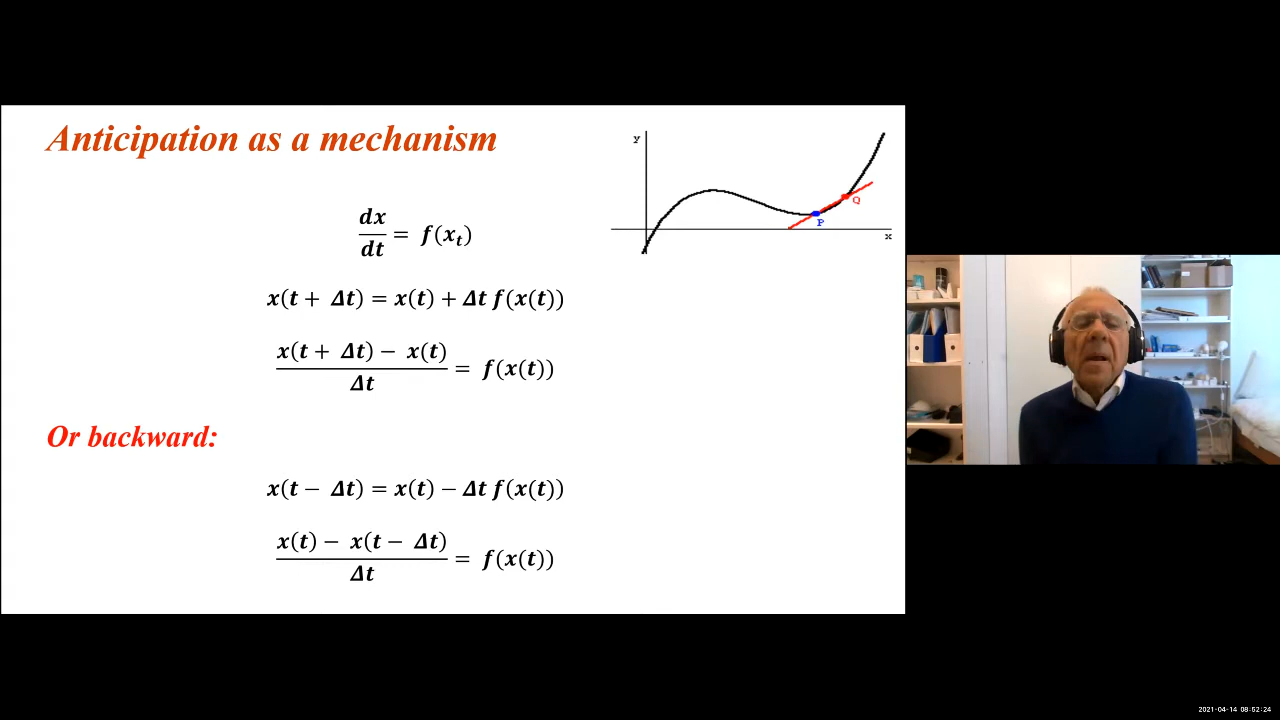 Anticipation as a mechanism
y
Q
P
x
dx/dt = f(x_t)
x(t + Δt) = x(t) + Δt f(x(t))
(x(t + Δt) − x(t))/Δt = f(x(t))
Or backward:
x(t − Δt) = x(t) − Δt f(x(t))
(x(t) − x(t − Δt))/Δt = f(x(t))
2021-04-14 08:52:24